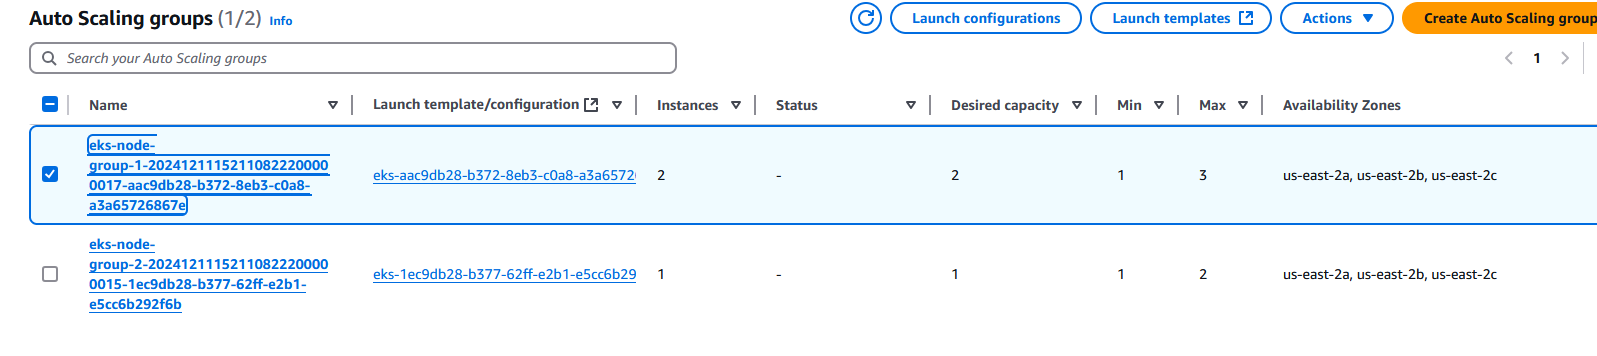 Auto Scaling groups (1/2) Info
Launch configurations
Launch templates
Actions
Create Auto Scaling group
Search your Auto Scaling groups
1
Name
Launch template/configuration
Instances
Status
Desired capacity
Min
Max
Availability Zones
eks-node-
group-1-2024121115211082220000
0017-aac9db28-b372-8eb3-c0a8-
a3a65726867e
eks-aac9db28-b372-8eb3-c0a8-a3a6572
2
-
2
1
3
us-east-2a, us-east-2b, us-east-2c
eks-node-
group-2-2024121115211082220000
0015-1ec9db28-b377-62ff-e2b1-
e5cc6b292f6b
eks-1ec9db28-b377-62ff-e2b1-e5cc6b29
1
-
1
1
2
us-east-2a, us-east-2b, us-east-2c